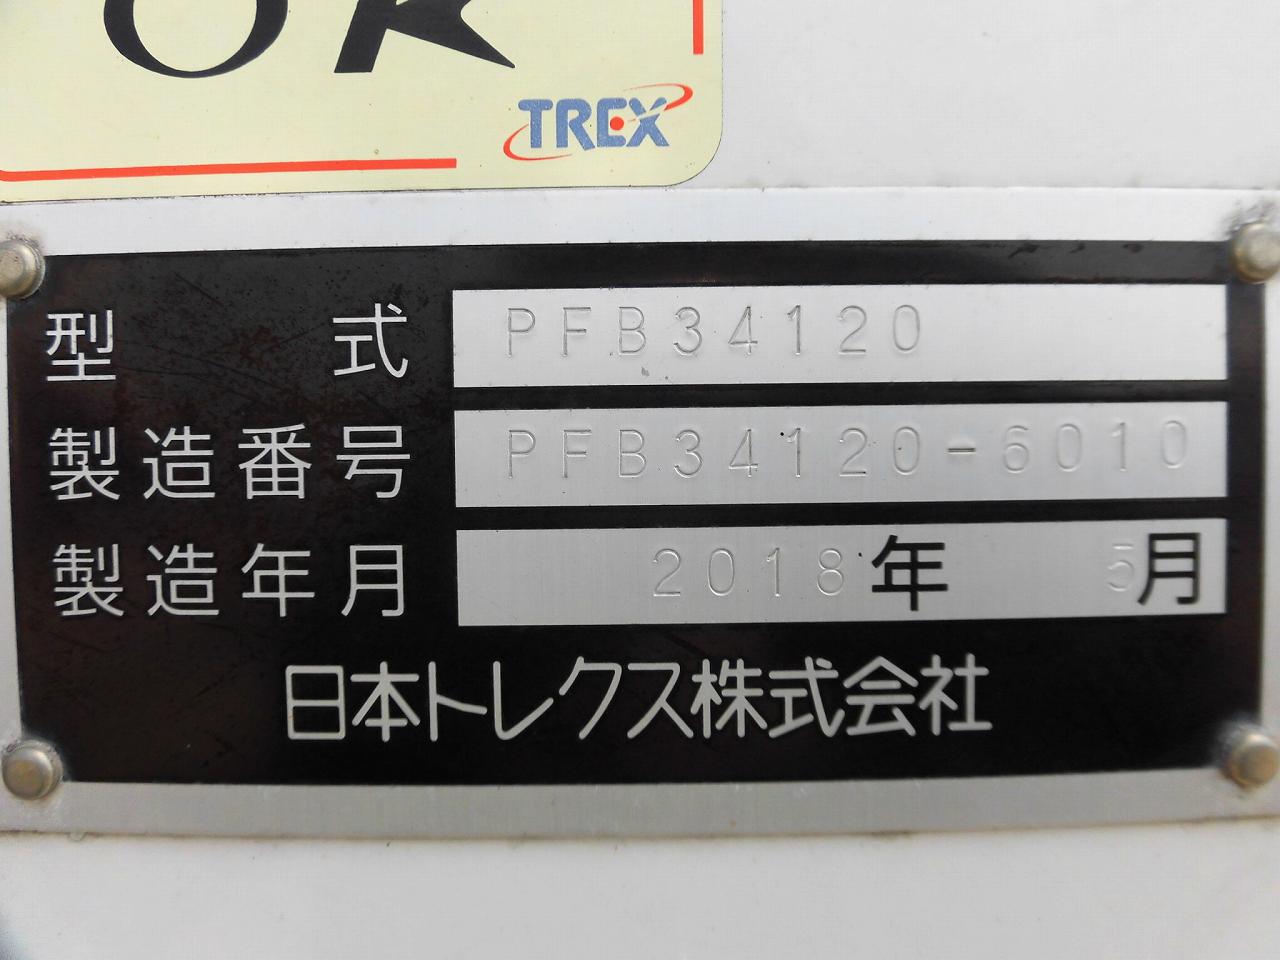 OK
TREX
型 式 PFB34120
製造番号 PFB34120-6010
製造年月 2018年 5月
日本トレクス株式会社